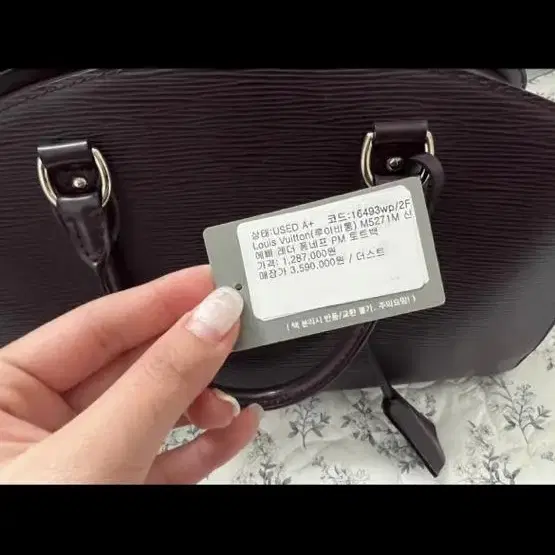 상태:USED A+ 코드:16493wp/2F
Louis Vuitton(루이비통) M5271M 신
에삐 레더 퐁네프 PM 토트백
가격: 1,287,000원
매장가 3,590,000원 / 더스트
( 택 분리시 반품/교환 불가. 주의요망! )